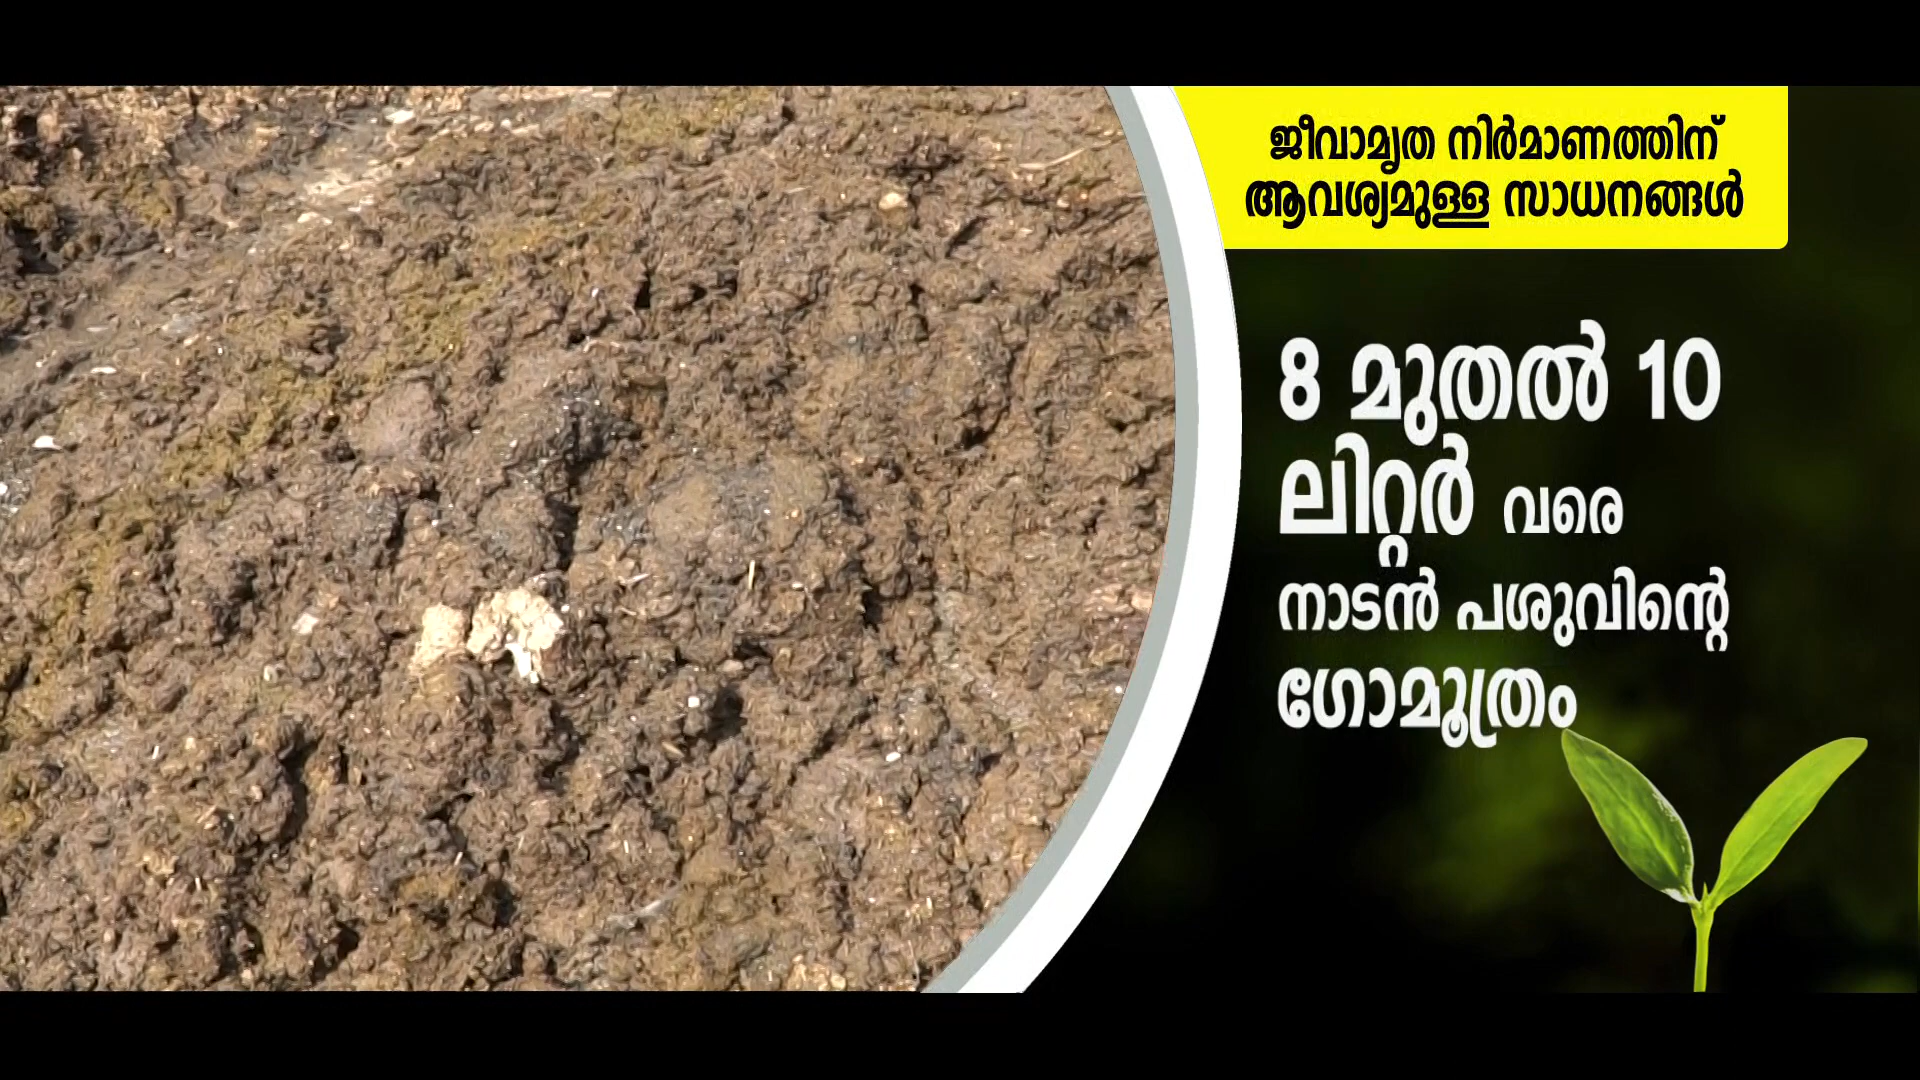 ജീവാമൃത നിർമാണത്തിന്
ആവശ്യമുള്ള സാധനങ്ങൾ
8 മുതൽ 10
ലിറ്റർ വരെ
നാടൻ പശുവിന്റെ
ഗോമൂത്രം